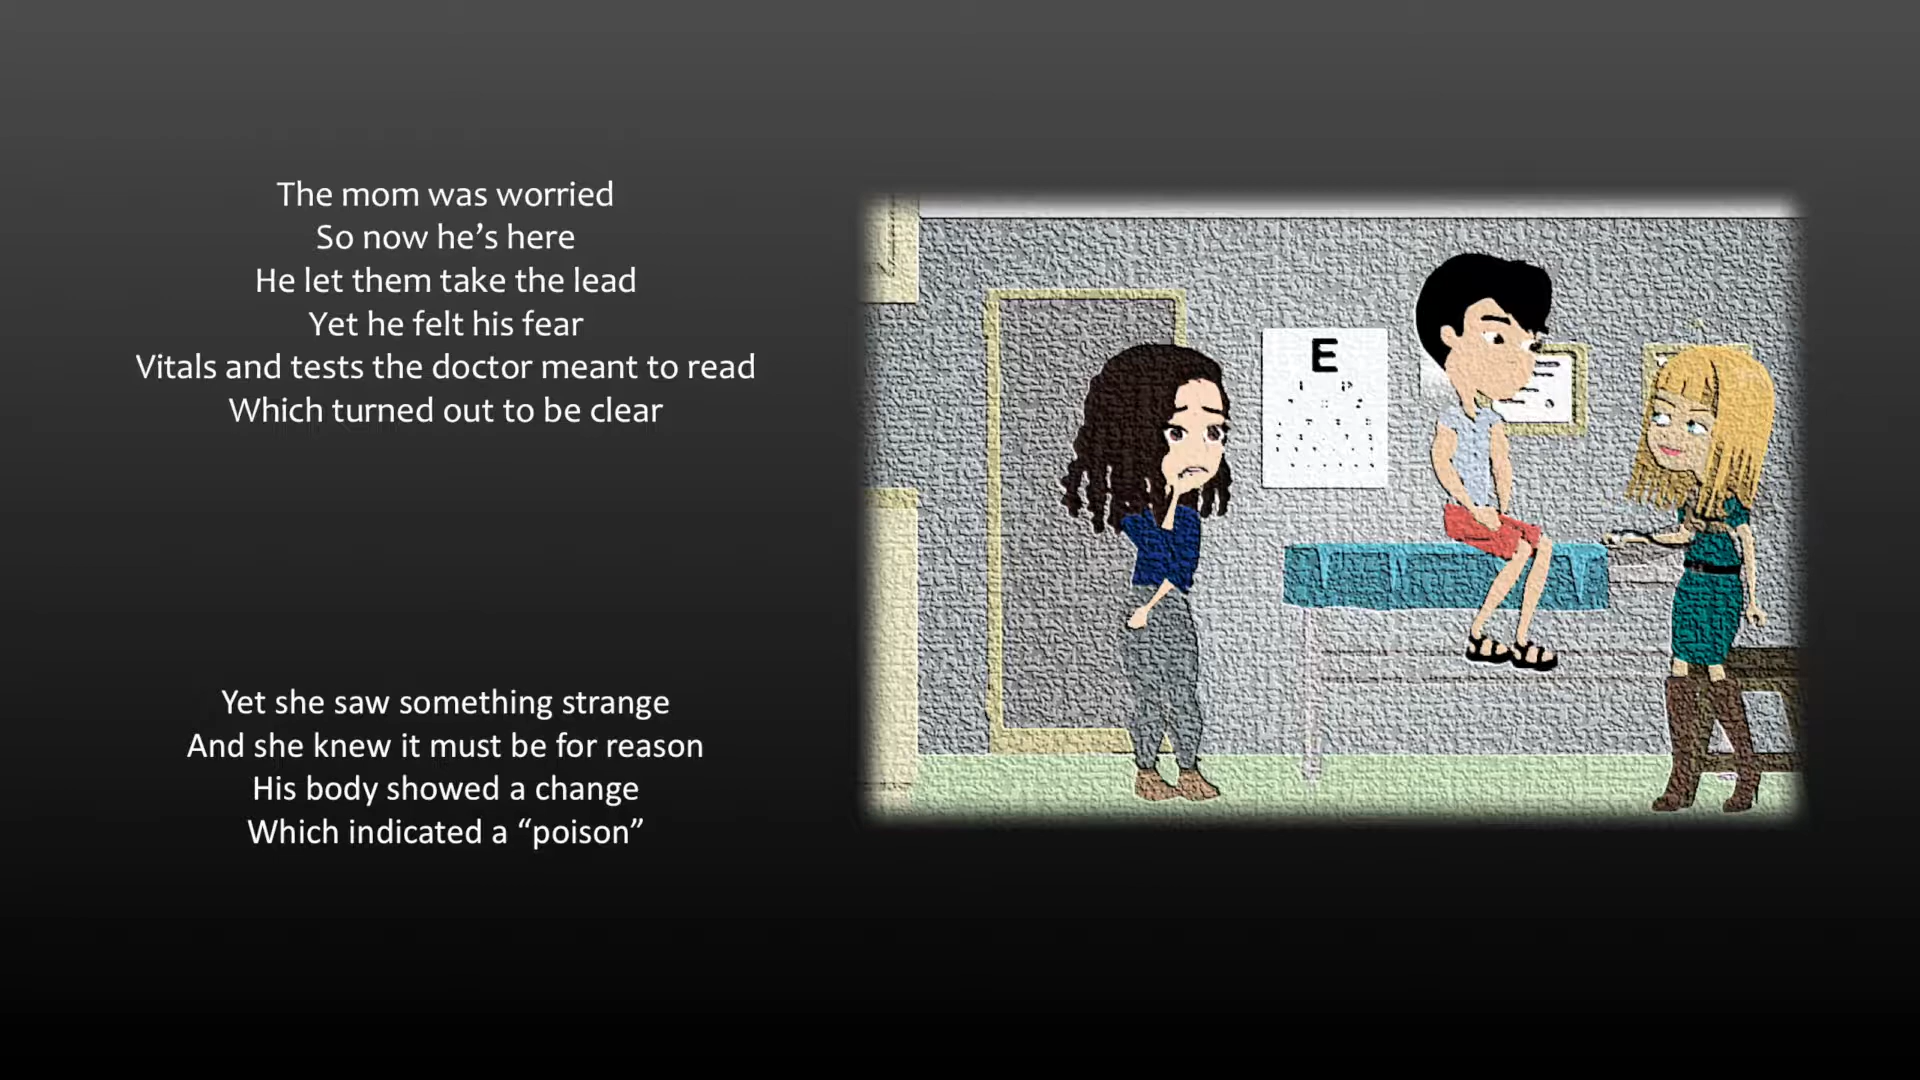 The mom was worried
So now he’s here
He let them take the lead
Yet he felt his fear
Vitals and tests the doctor meant to read
Which turned out to be clear
Yet she saw something strange
And she knew it must be for reason
His body showed a change
Which indicated a “poison”
E